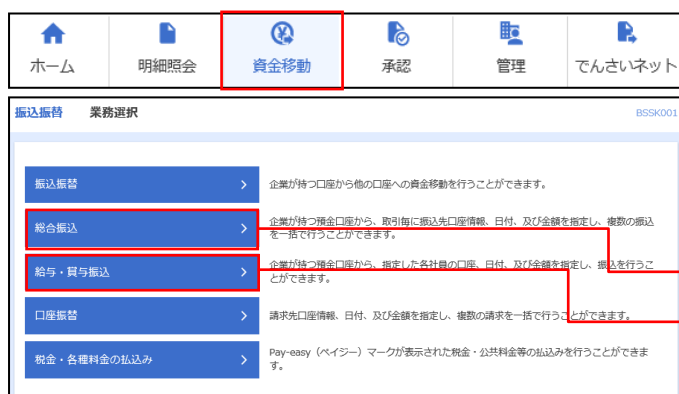 ホーム 明細照会 資金移動 承認 管理 でんさいネット
振込振替 業務選択 BSSK001
振込振替 企業が持つ口座から他の口座への資金移動を行うことができます。
総合振込 企業が持つ預金口座から、取引毎に振込先口座情報、日付、及び金額を指定し、複数の振込
を一括で行うことができます。
給与・賞与振込 企業が持つ預金口座から、指定した各社員の口座、日付、及び金額を指定し、振込を行うこ
とができます。
口座振替 請求先口座情報、日付、及び金額を指定し、複数の請求を一括で行うことができます。
税金・各種料金の払込み Pay-easy（ペイジー）マークが表示された税金・公共料金等の払込みを行うことができま
す。